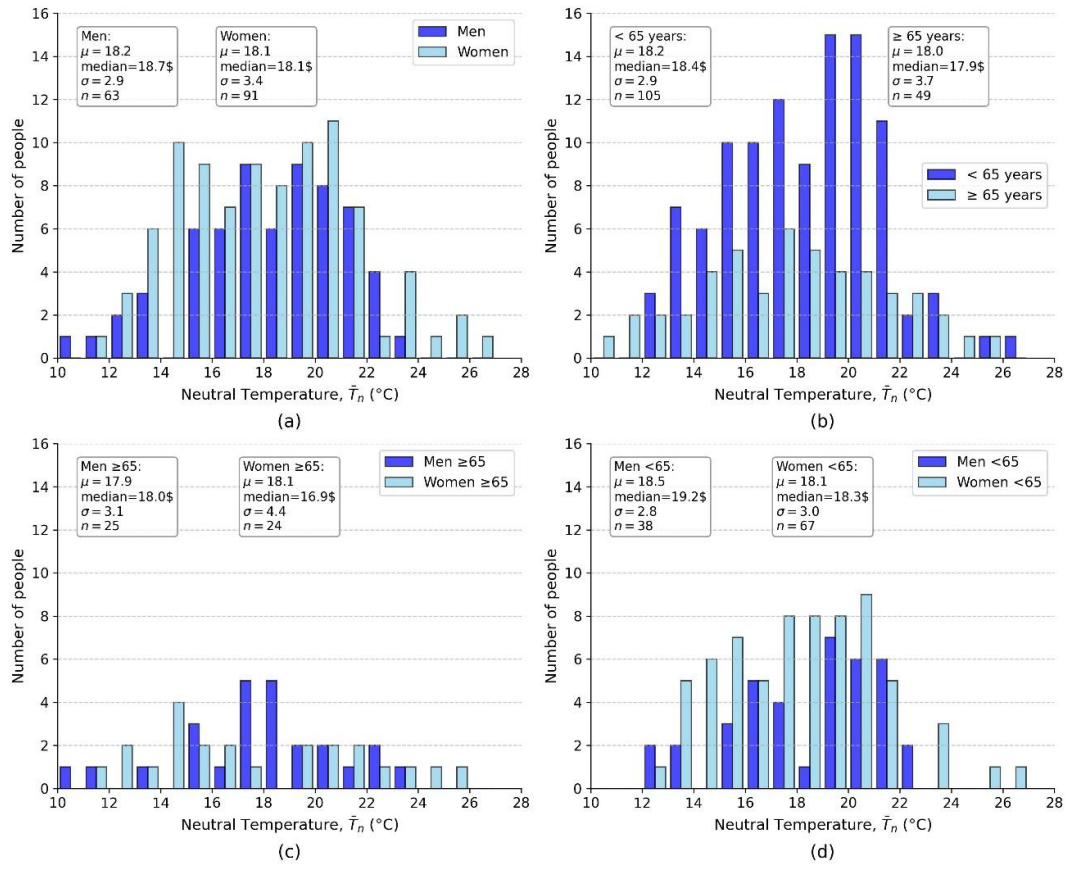 16
14
12
10
8
6
4
2
0
Number of people
Men:
μ = 18.2
median=18.7$
σ = 2.9
n = 63
Women:
μ = 18.1
median=18.1$
σ = 3.4
n = 91
Men
Women
10 12 14 16 18 20 22 24 26 28
Neutral Temperature, T̄n (°C)
(a)
16
14
12
10
8
6
4
2
0
Number of people
< 65 years:
μ = 18.2
median=18.4$
σ = 2.9
n = 105
≥ 65 years:
μ = 18.0
median=17.9$
σ = 3.7
n = 49
< 65 years
≥ 65 years
10 12 14 16 18 20 22 24 26 28
Neutral Temperature, T̄n (°C)
(b)
16
14
12
10
8
6
4
2
0
Number of people
Men ≥65:
μ = 17.9
median=18.0$
σ = 3.1
n = 25
Women ≥65:
μ = 18.1
median=16.9$
σ = 4.4
n = 24
Men ≥65
Women ≥65
10 12 14 16 18 20 22 24 26 28
Neutral Temperature, T̄n (°C)
(c)
16
14
12
10
8
6
4
2
0
Number of people
Men <65:
μ = 18.5
median=19.2$
σ = 2.8
n = 38
Women <65:
μ = 18.1
median=18.3$
σ = 3.0
n = 67
Men <65
Women <65
10 12 14 16 18 20 22 24 26 28
Neutral Temperature, T̄n (°C)
(d)